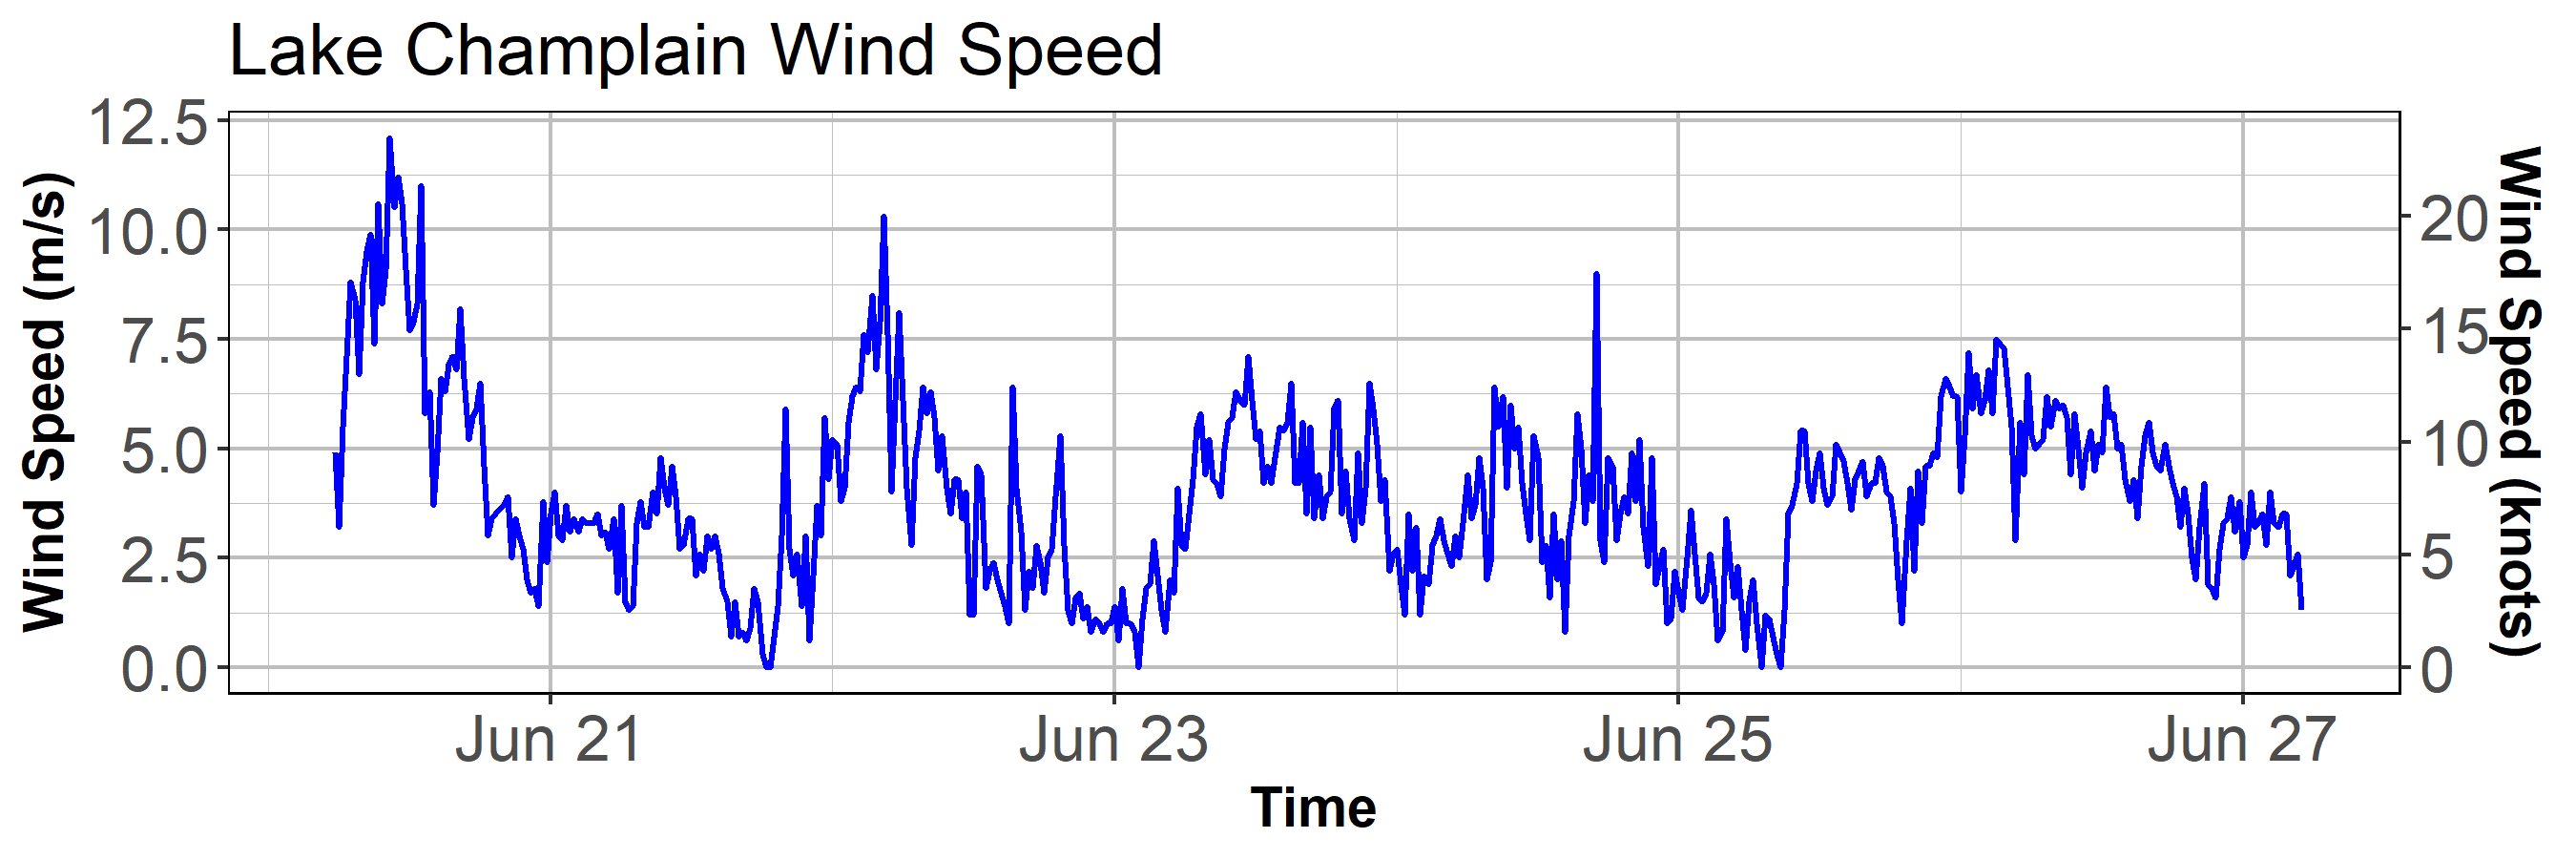 Lake Champlain Wind Speed
Wind Speed (m/s)
12.5
10.0
7.5
5.0
2.5
0.0
Wind Speed (knots)
20
15
10
5
0
Jun 21
Jun 23
Jun 25
Jun 27
Time